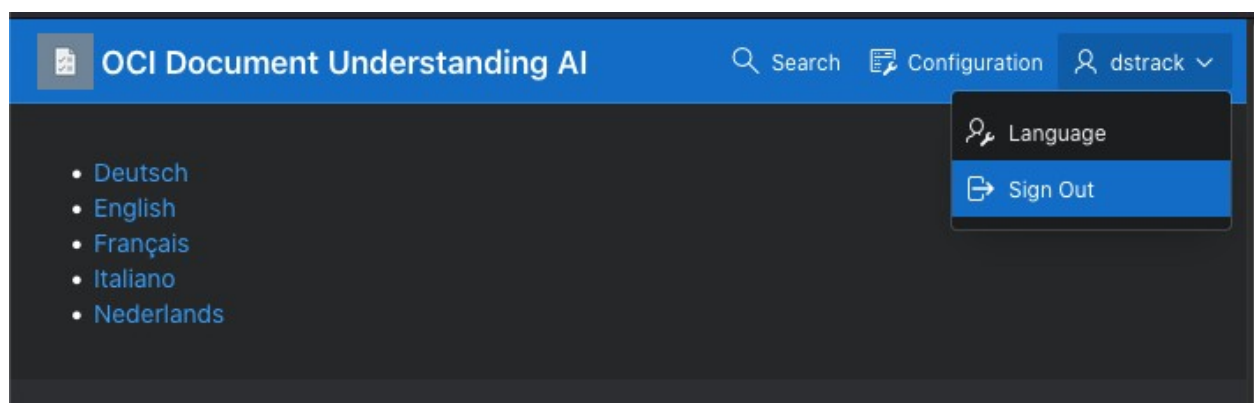 OCI Document Understanding AI Search Configuration dstrack
Language
Sign Out
Deutsch
English
Français
Italiano
Nederlands